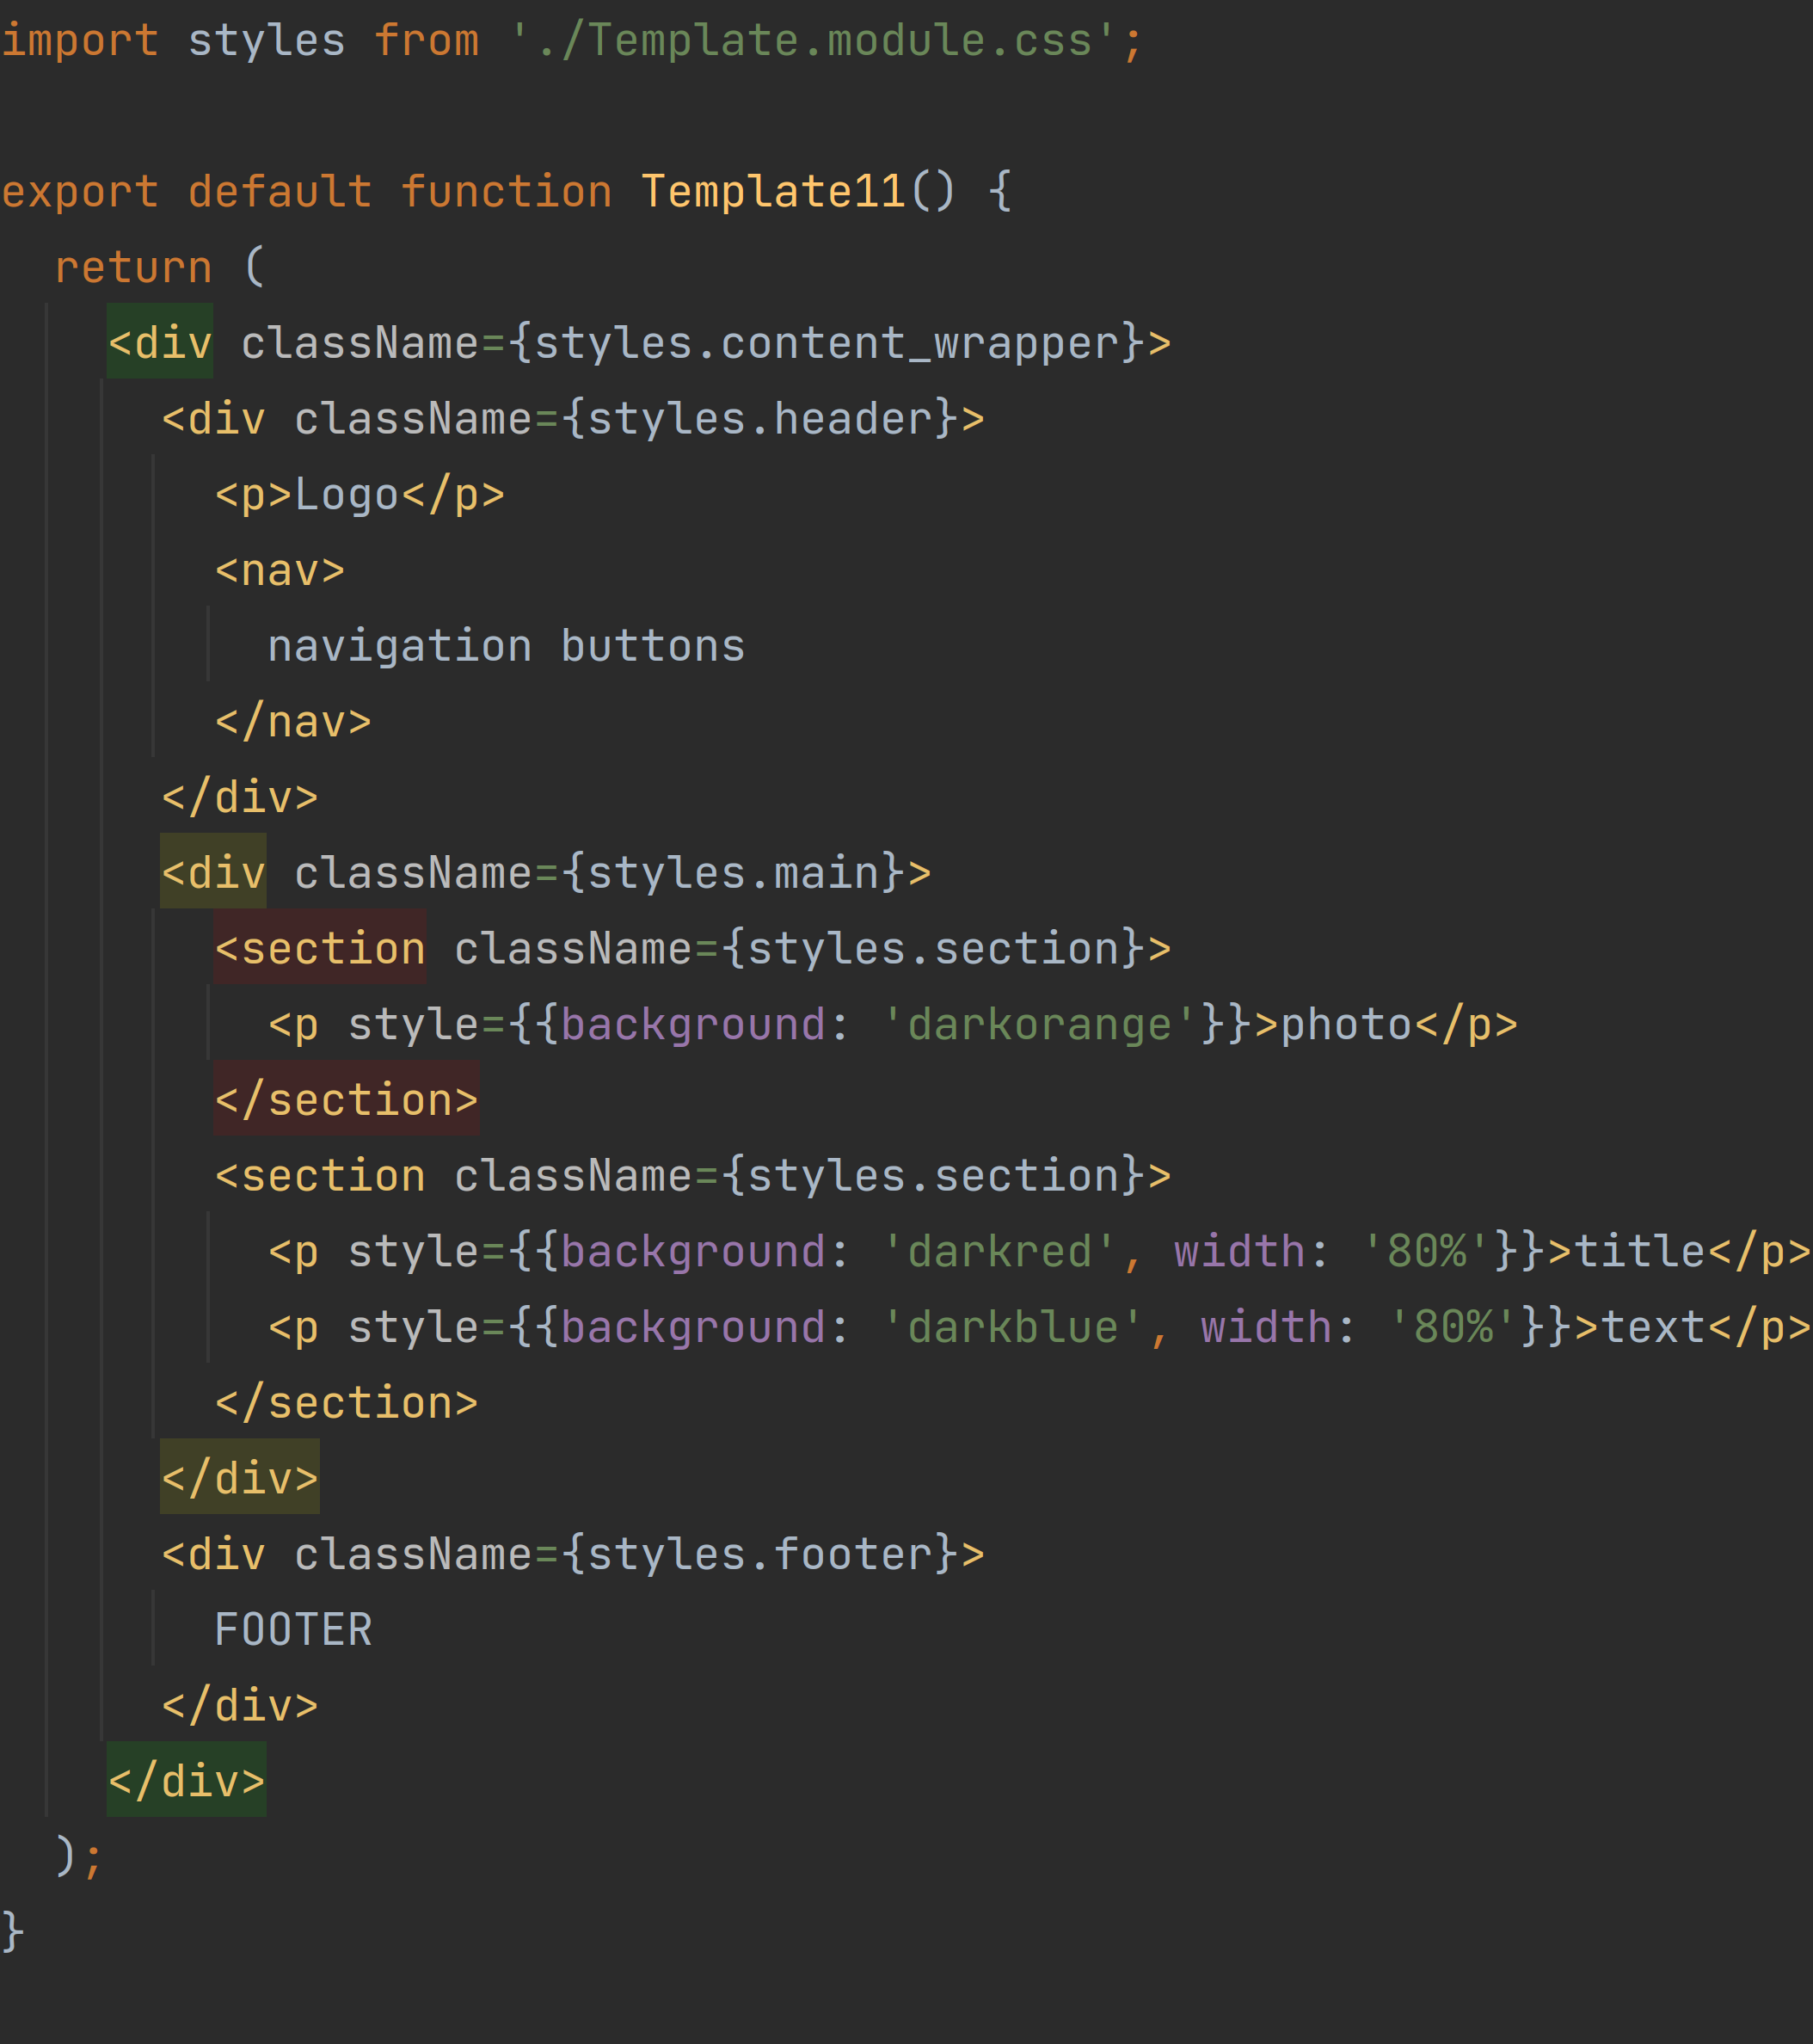 import styles from './Template.module.css';

export default function Template11() {
  return (
    <div className={styles.content_wrapper}>
      <div className={styles.header}>
        <p>Logo</p>
        <nav>
          navigation buttons
        </nav>
      </div>
      <div className={styles.main}>
        <section className={styles.section}>
          <p style={{background: 'darkorange'}}>photo</p>
        </section>
        <section className={styles.section}>
          <p style={{background: 'darkred', width: '80%'}}>title</p>
          <p style={{background: 'darkblue', width: '80%'}}>text</p>
        </section>
      </div>
      <div className={styles.footer}>
        FOOTER
      </div>
    </div>
  );
}